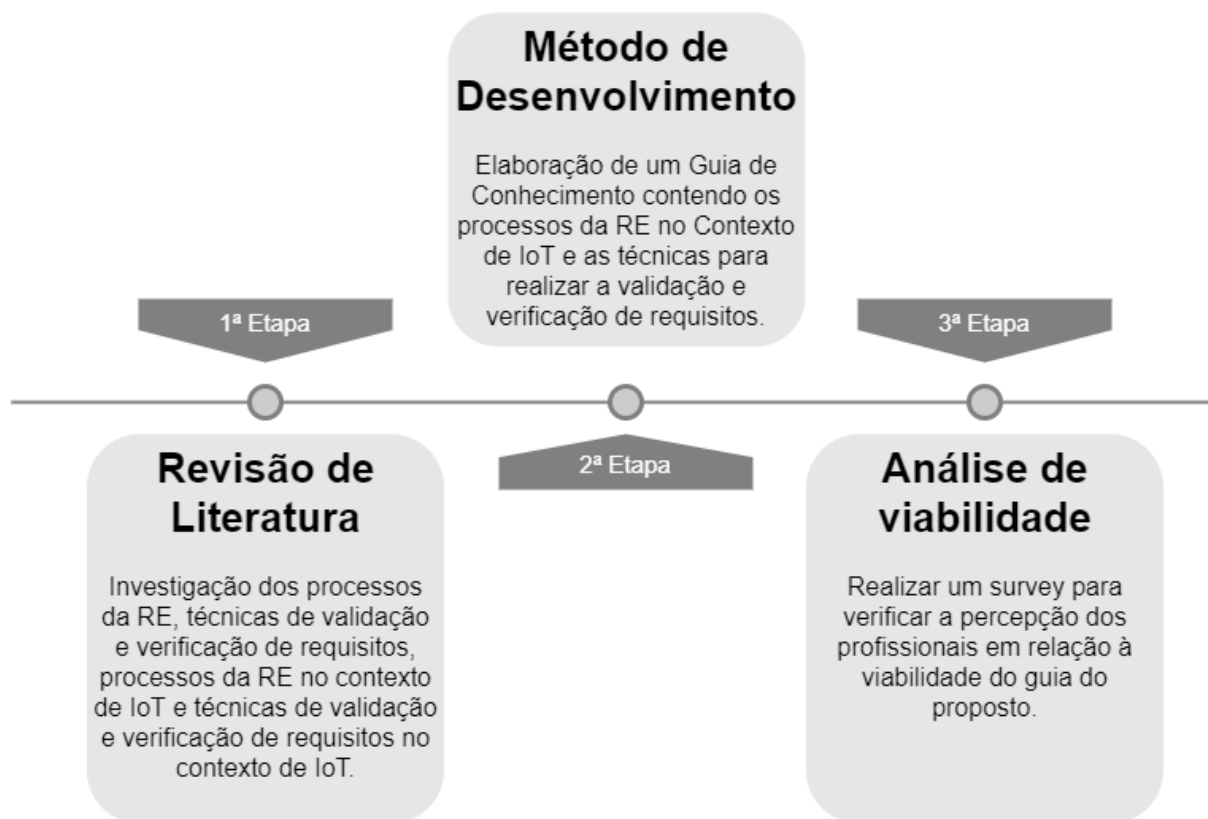 Método de
Desenvolvimento
Elaboração de um Guia de
Conhecimento contendo os
processos da RE no Contexto
de IoT e as técnicas para
realizar a validação e
verificação de requisitos.
1ª Etapa
3ª Etapa
2ª Etapa
Revisão de
Literatura
Investigação dos processos
da RE, técnicas de validação
e verificação de requisitos,
processos da RE no contexto
de IoT e técnicas de validação
e verificação de requisitos no
contexto de IoT.
Análise de
viabilidade
Realizar um survey para
verificar a percepção dos
profissionais em relação à
viabilidade do guia do
proposto.